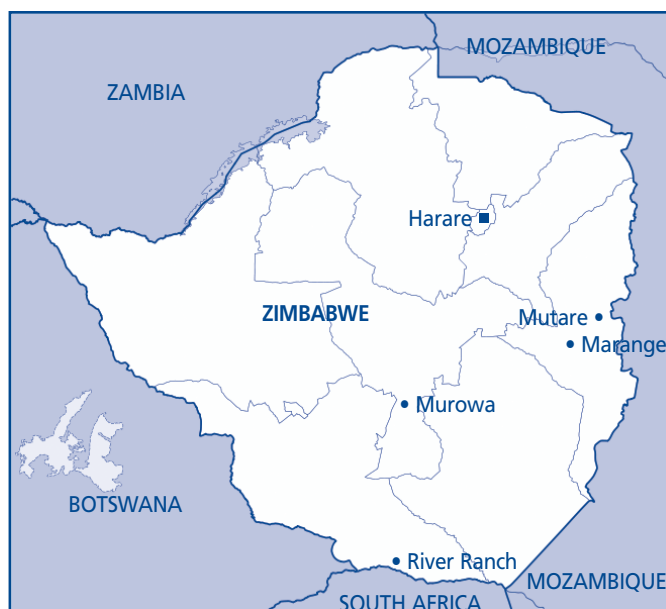 MOZAMBIQUE
ZAMBIA
Harare
ZIMBABWE
Mutare
Marange
Murowa
BOTSWANA
River Ranch
MOZAMBIQUE
SOUTH AFRICA